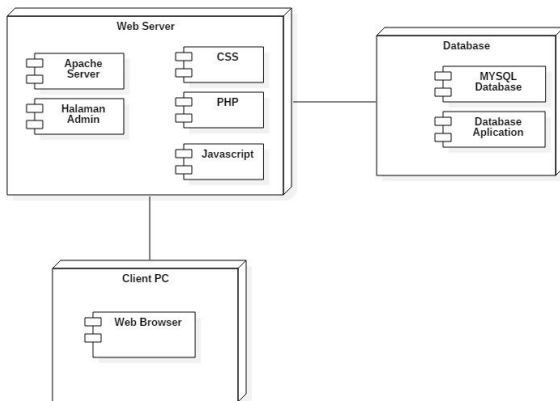 Web Server
Apache
Server
Halaman
Admin
CSS
PHP
Javascript
Database
MYSQL
Database
Database
Aplication
Client PC
Web Browser